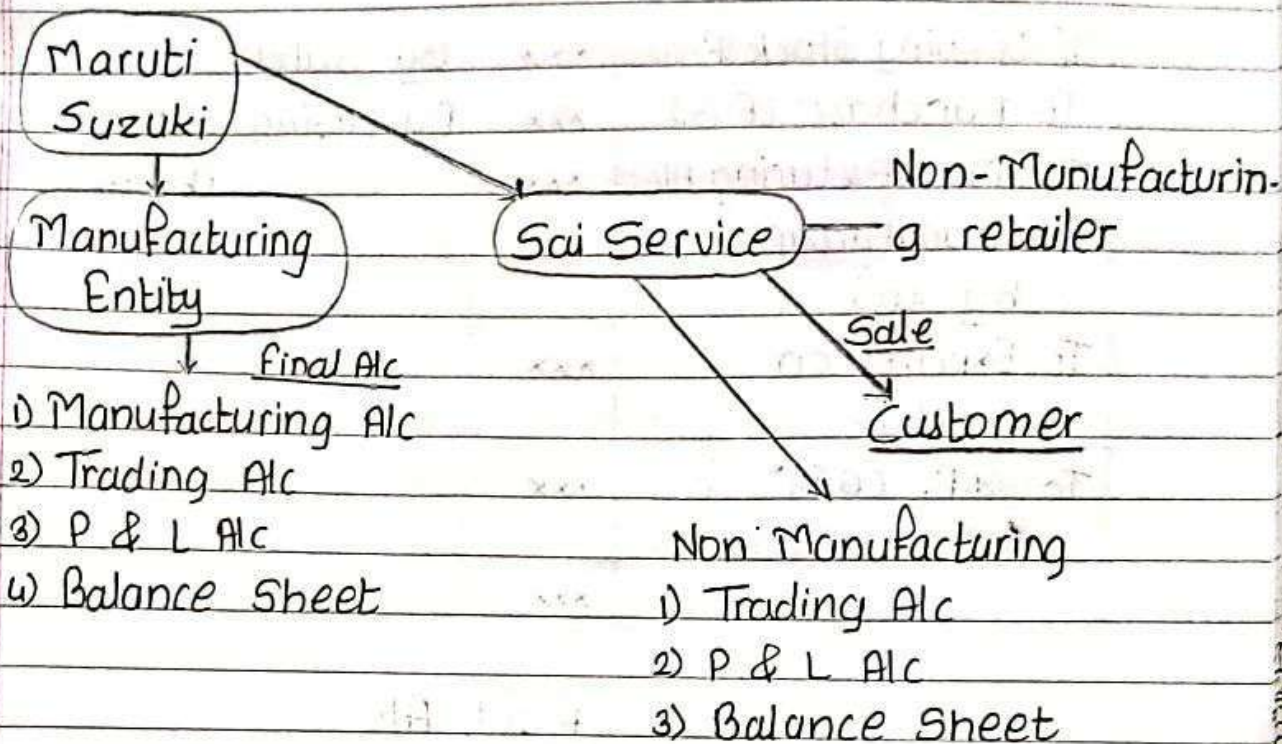 Maruti
Suzuki
Manufacturing
Entity
Sai Service
Non-Manufacturin-
g retailer
Final A/c
1) Manufacturing A/c
2) Trading A/c
3) P & L A/c
4) Balance Sheet
Sale
Customer
Non Manufacturing
1) Trading A/c
2) P & L A/c
3) Balance Sheet